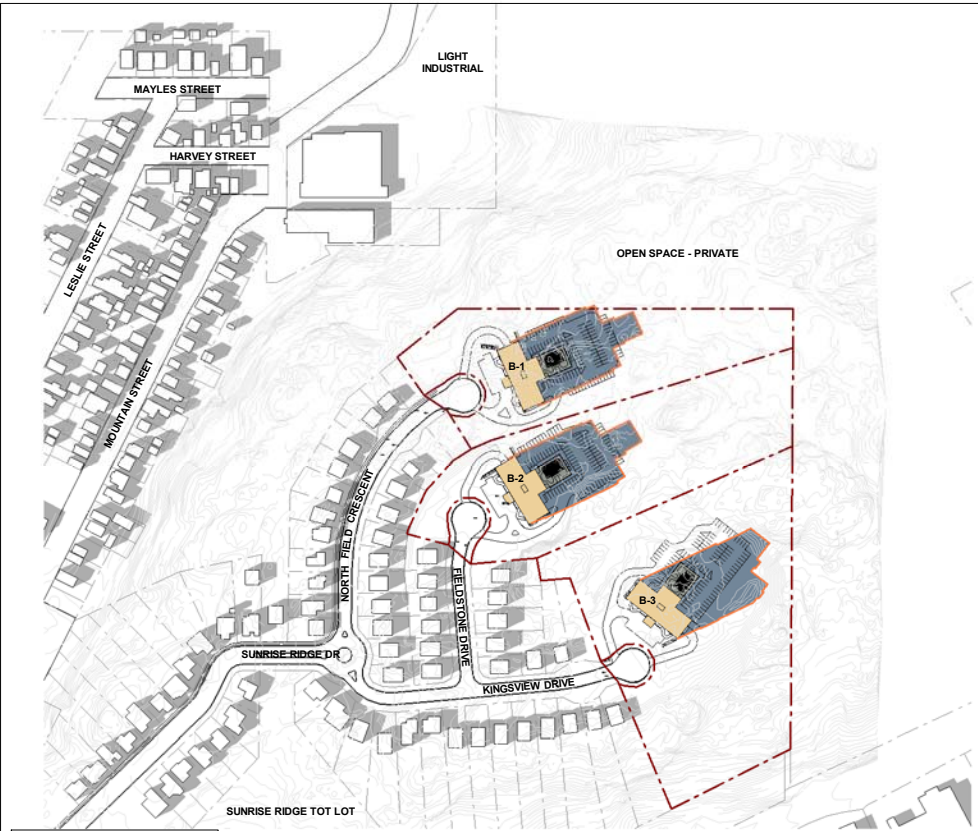 LIGHT
INDUSTRIAL
MAYLES STREET
HARVEY STREET
LESLIE STREET
OPEN SPACE - PRIVATE
MOUNTAIN STREET
B-1
B-2
NORTH FIELD CRESCENT
FIELDSTONE DRIVE
B-3
SUNRISE RIDGE DR
KINGSVIEW DRIVE
SUNRISE RIDGE TOT LOT